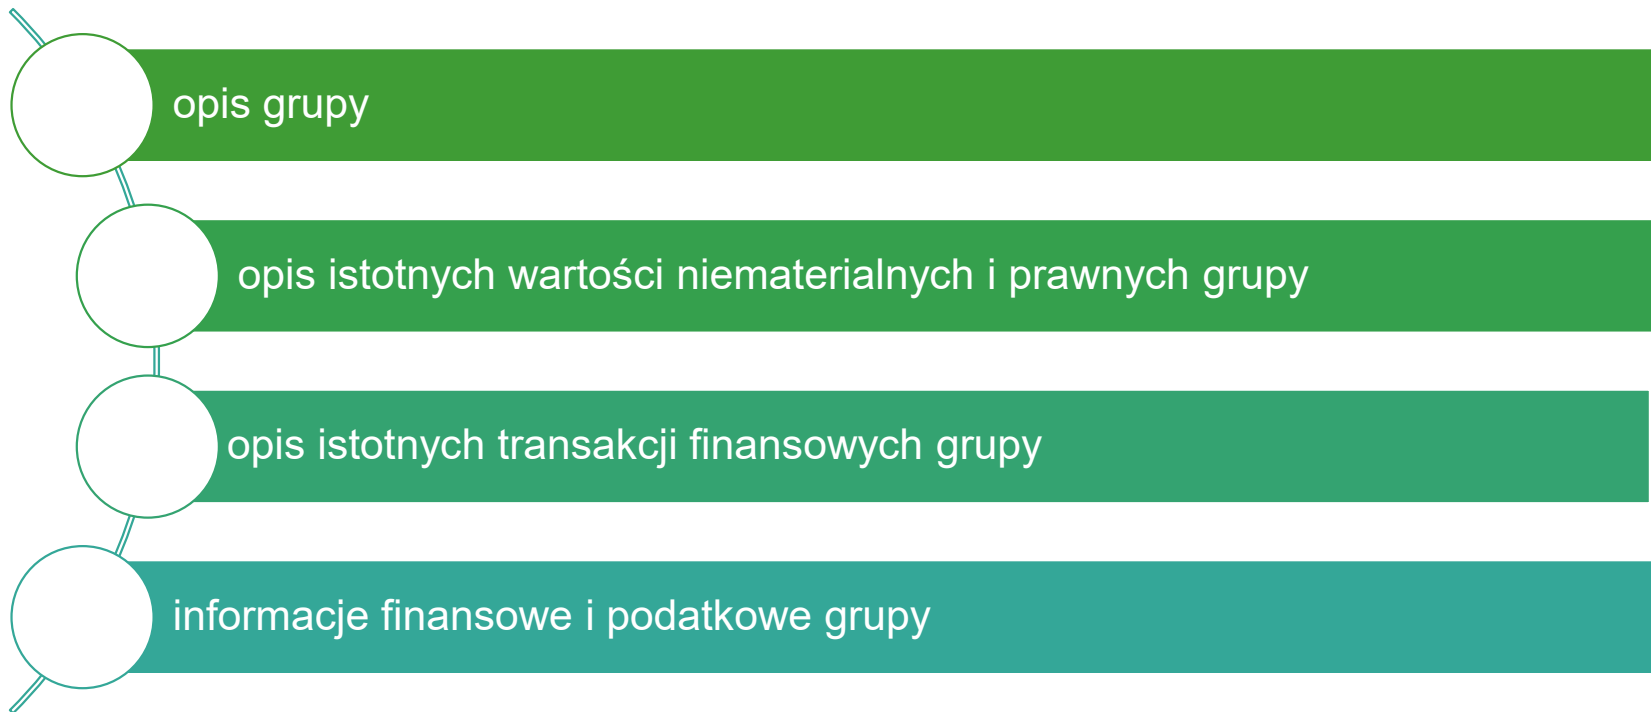 opis grupy
opis istotnych wartości niematerialnych i prawnych grupy
opis istotnych transakcji finansowych grupy
informacje finansowe i podatkowe grupy